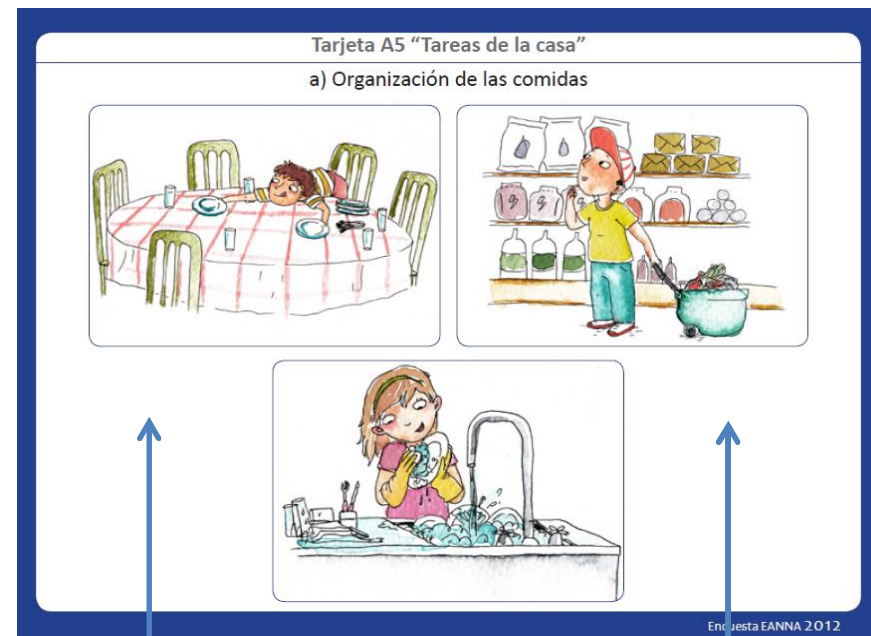 Tarjeta A5 “Tareas de la casa”
a) Organización de las comidas
Encuesta EANNA 2012